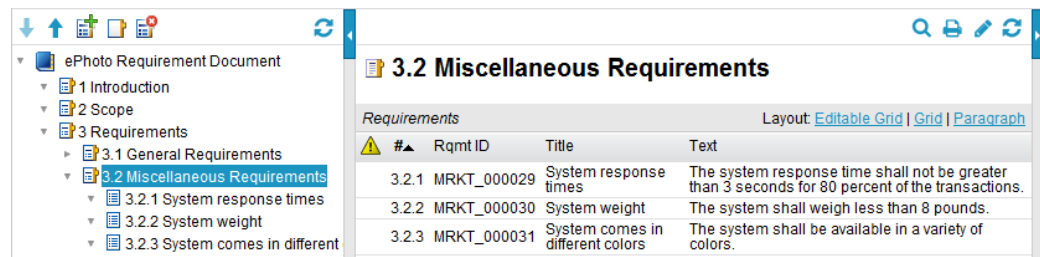 ePhoto Requirement Document
1 Introduction
2 Scope
3 Requirements
3.1 General Requirements
3.2 Miscellaneous Requirements
3.2.1 System response times
3.2.2 System weight
3.2.3 System comes in different
3.2 Miscellaneous Requirements
Requirements Layout: Editable Grid | Grid | Paragraph
# Rqmt ID Title Text
3.2.1 MRKT_000029 System response times The system response time shall not be greater than 3 seconds for 80 percent of the transactions.
3.2.2 MRKT_000030 System weight The system shall weigh less than 8 pounds.
3.2.3 MRKT_000031 System comes in different colors The system shall be available in a variety of colors.